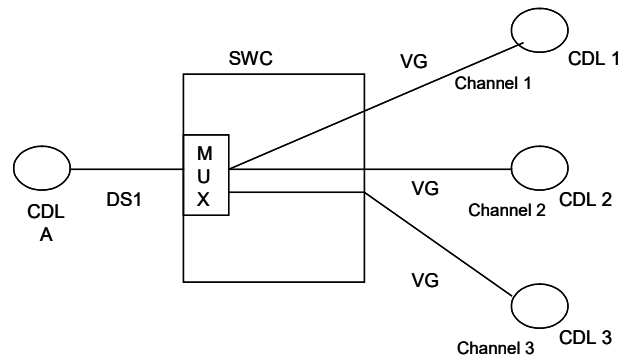 SWC
VG
CDL 1
Channel 1
M
U
X
CDL
A
DS1
VG
Channel 2
CDL 2
VG
CDL 3
Channel 3